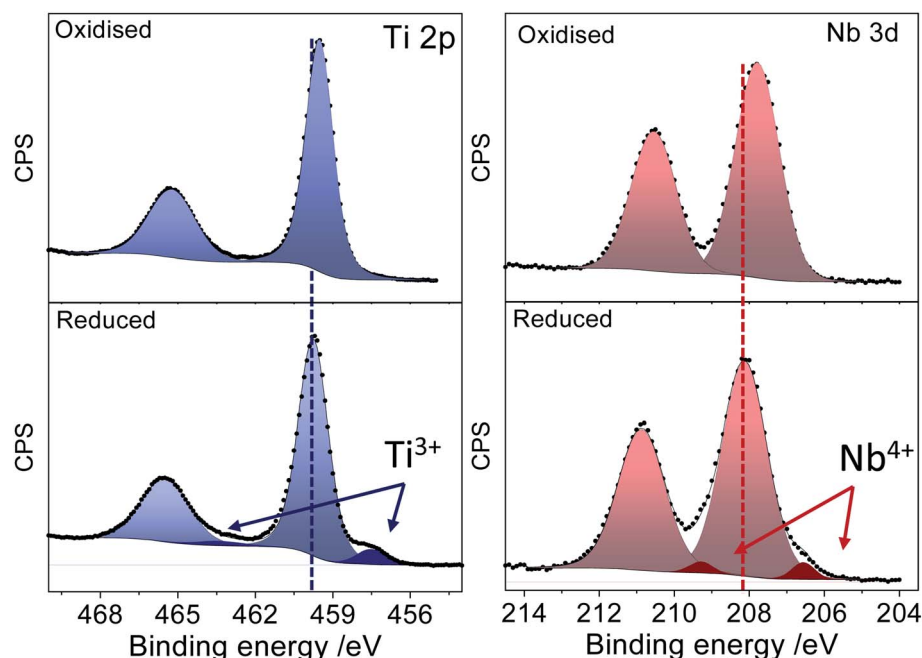 Oxidised
Ti 2p
CPS
Reduced
Ti³⁺
CPS
468 465 462 459 456
Binding energy /eV
Oxidised
Nb 3d
CPS
Reduced
Nb⁴⁺
CPS
214 212 210 208 206 204
Binding energy /eV